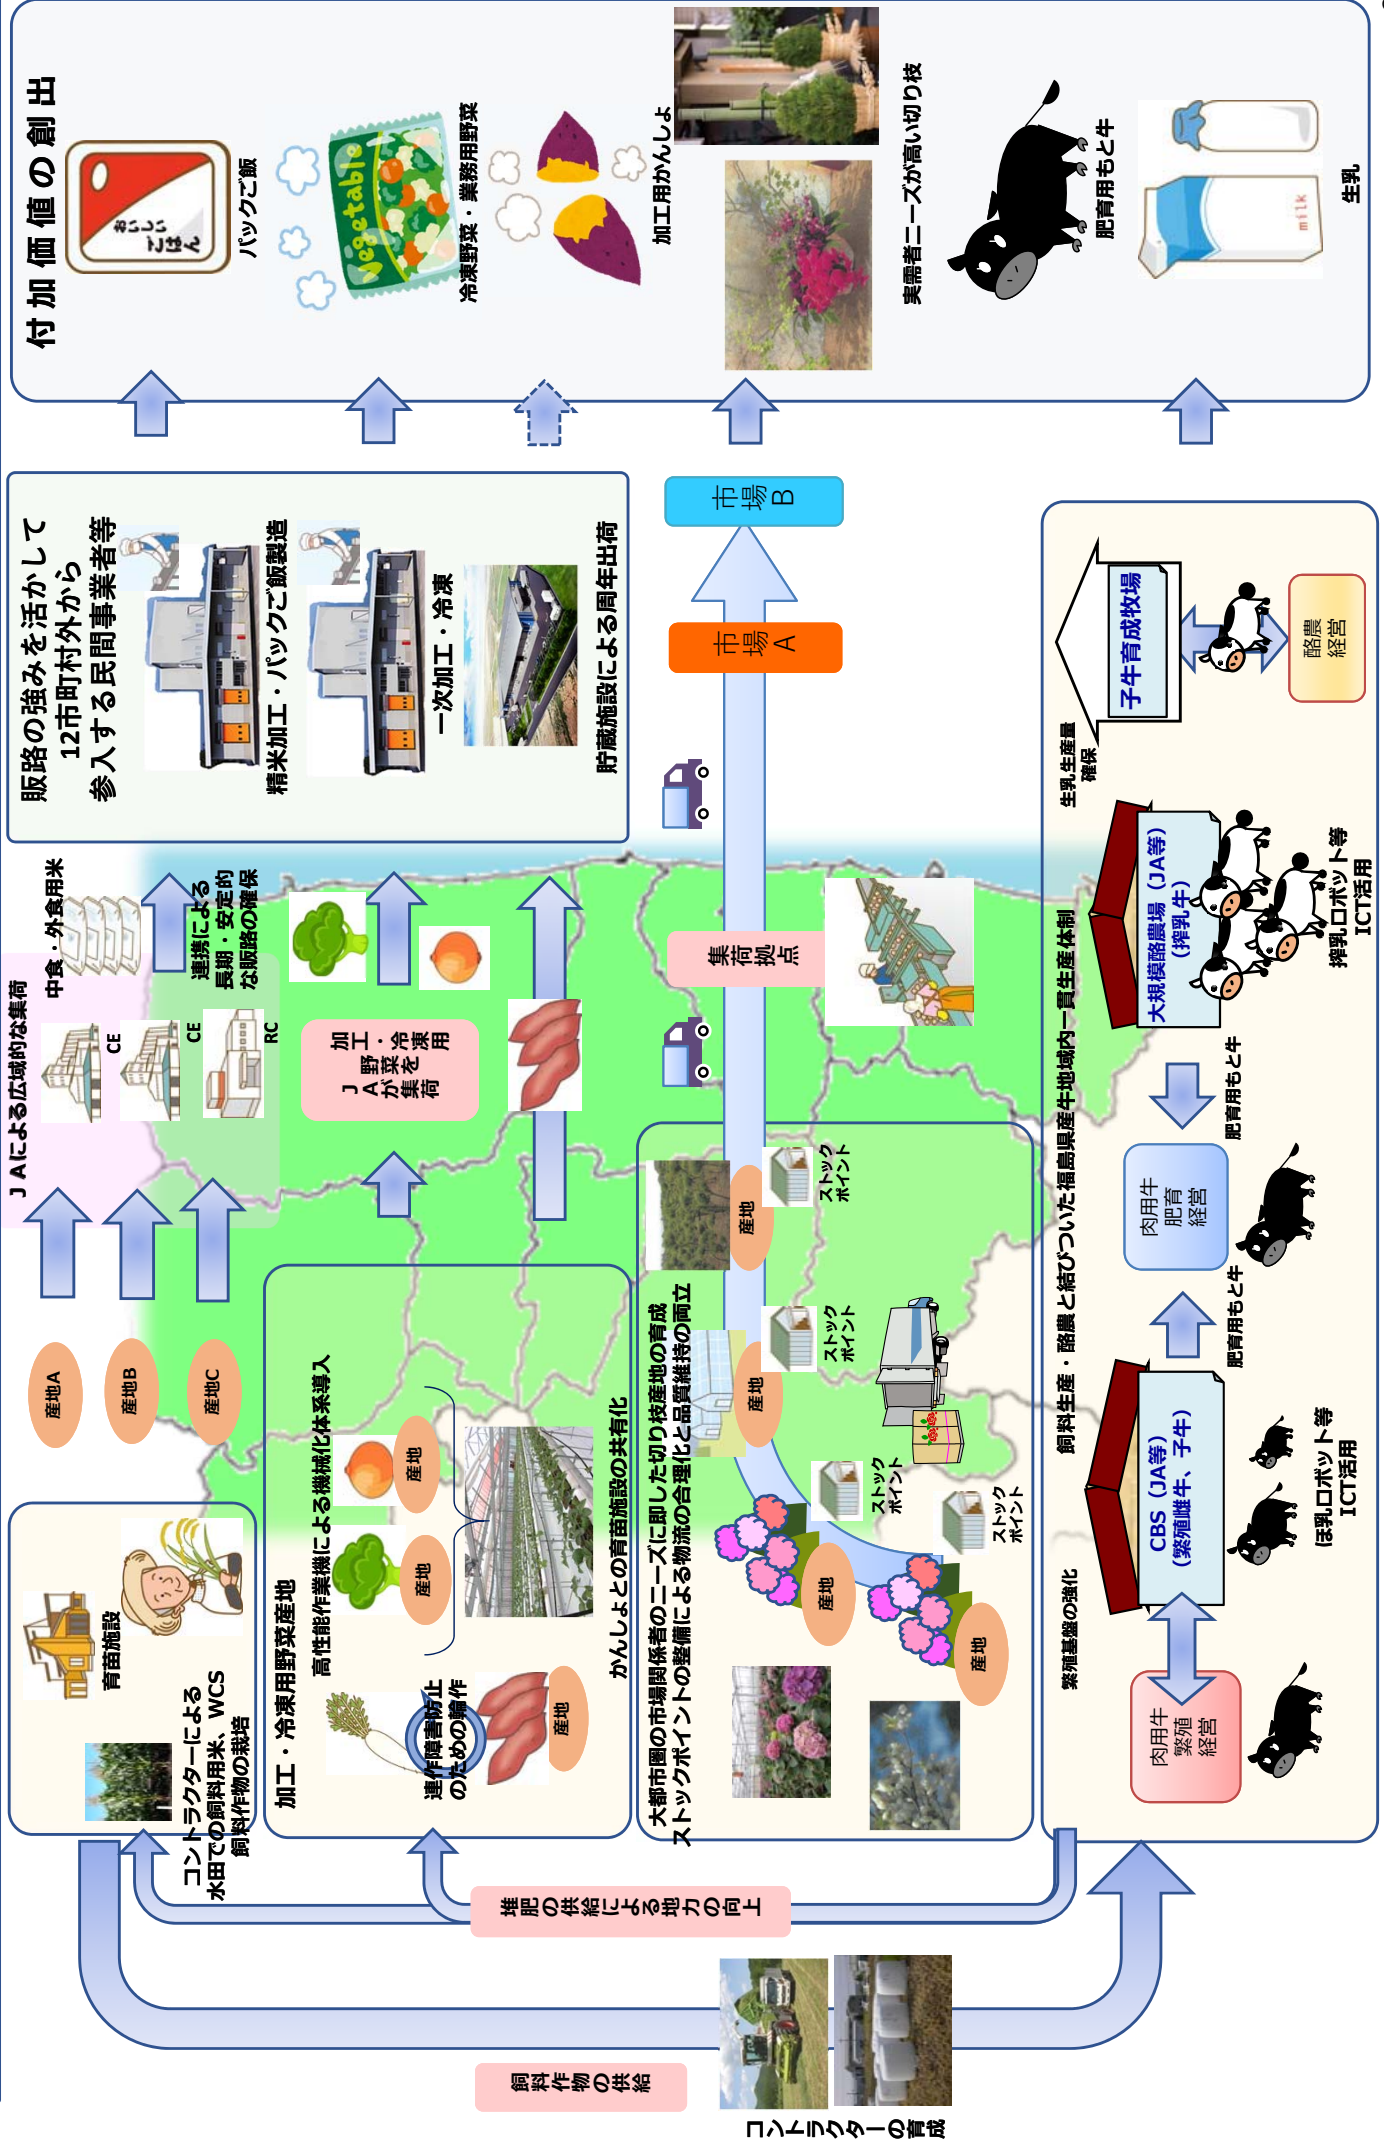 付加価値の創出
おいしい
ごはん
パックご飯
Vegetable
冷凍野菜・業務用野菜
加工用かんしょ
実需者ニーズが高い切り枝
肥育用もと牛
milk
生乳
販路の強みを活かして
12市町村外から
参入する民間事業者等
精米加工・パックご飯製造
一次加工・冷凍
貯蔵施設による周年出荷
市場B
市場A
集荷拠点
JAによる広域的な集荷
中食・外食用米
CE
CE
RC
連携による
長期・安定的
な販路の確保
加工・冷凍用
野菜を
JAが集荷
産地A
産地B
産地C
育苗施設
コントラクターによる
水田での飼料用米、WCS
飼料作物の栽培
加工・冷凍用野菜産地
高性能作業機による機械化体系導入
産地
産地
連作障害防止
のための輪作
産地
かんしょとの育苗施設の共有化
大都市圏の市場関係者のニーズに即した切り枝産地の育成
ストックポイントの整備による物流の合理化と品質維持の両立
産地
ストック
ポイント
産地
ストック
ポイント
ストック
ポイント
ストック
ポイント
産地
産地
飼料生産・酪農と結びついた福島県産牛地域内一貫生産体制
繁殖基盤の強化
肉用牛
繁殖
経営
CBS（JA等）
（繁殖雌牛、子牛）
ほ乳ロボット等
ICT活用
肥育用もと牛
肉用牛
肥育
経営
肥育用もと牛
大規模酪農場（JA等）
（搾乳牛）
搾乳ロボット等
ICT活用
生乳生産量
確保
子牛育成牧場
酪農
経営
堆肥の供給による地力の向上
飼料作物の供給
コントラクターの育成